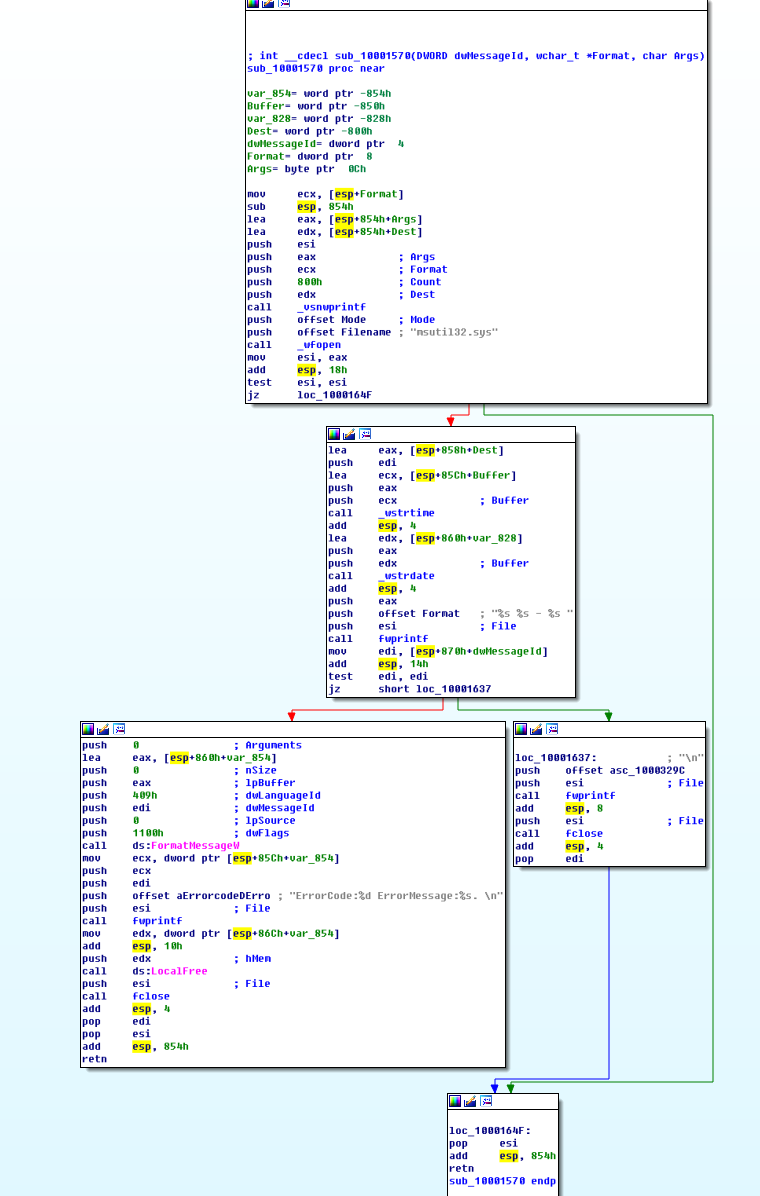 ; int __cdecl sub_10001570(DWORD dwMessageId, wchar_t *Format, char Args)
sub_10001570 proc near
var_854= word ptr -854h
Buffer= word ptr -850h
var_828= word ptr -828h
Dest= word ptr -800h
dwMessageId= dword ptr 4
Format= dword ptr 8
Args= byte ptr 0Ch
mov ecx, [esp+Format]
sub esp, 854h
lea eax, [esp+854h+Args]
lea edx, [esp+854h+Dest]
push esi
push eax ; Args
push ecx ; Format
push 800h ; Count
push edx ; Dest
call _vsnwprintf
push offset Mode ; Mode
push offset Filename ; "msutil32.sys"
call _wfopen
mov esi, eax
add esp, 18h
test esi, esi
jz loc_1000164F
lea eax, [esp+858h+Dest]
push edi
lea ecx, [esp+85Ch+Buffer]
push eax
push ecx ; Buffer
call _wstrtime
add esp, 4
lea edx, [esp+860h+var_828]
push eax
push edx ; Buffer
call _wstrdate
add esp, 4
push eax
push offset Format ; "%s %s - %s "
push esi ; File
call fwprintf
mov edi, [esp+870h+dwMessageId]
add esp, 14h
test edi, edi
jz short loc_10001637
push 0 ; Arguments
lea eax, [esp+860h+var_854]
push 0 ; nSize
push eax ; lpBuffer
push 409h ; dwLanguageId
push edi ; dwMessageId
push 0 ; lpSource
push 1100h ; dwFlags
call ds:FormatMessageW
mov ecx, dword ptr [esp+85Ch+var_854]
push ecx
push edi
push offset aErrorcodeDErro ; "ErrorCode:%d ErrorMessage:%s. \n"
push esi ; File
call fwprintf
mov edx, dword ptr [esp+86Ch+var_854]
add esp, 10h
push edx ; hMem
call ds:LocalFree
push esi ; File
call fclose
add esp, 4
pop edi
pop esi
add esp, 854h
retn
loc_10001637: ; "\n"
push offset asc_1000329C
push esi ; File
call fwprintf
add esp, 8
push esi ; File
call fclose
add esp, 4
pop edi
loc_1000164F:
pop esi
add esp, 854h
retn
sub_10001570 endp